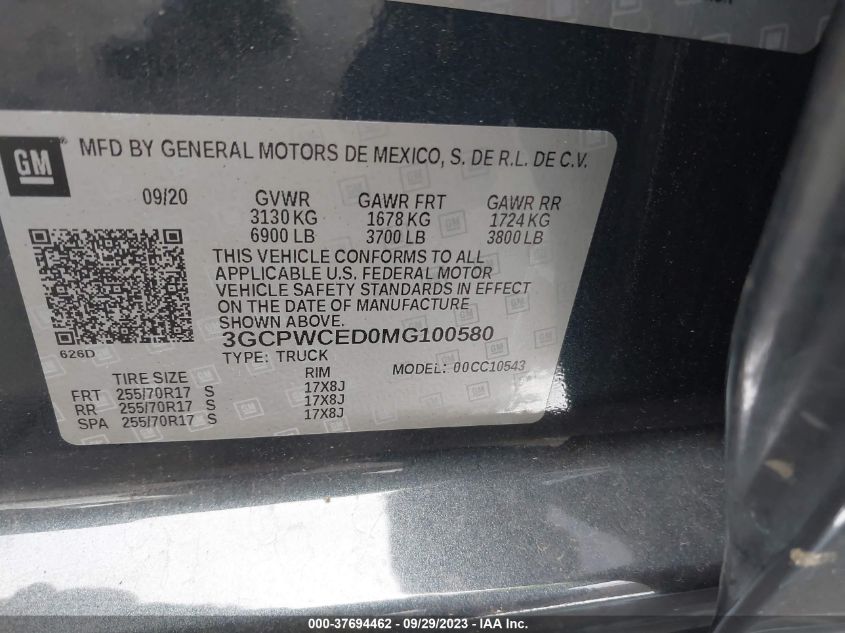 GM
MFD BY GENERAL MOTORS DE MEXICO, S. DE R.L. DE C.V.
09/20 GVWR GAWR FRT GAWR RR
3130 KG 1678 KG 1724 KG
6900 LB 3700 LB 3800 LB
THIS VEHICLE CONFORMS TO ALL
APPLICABLE U.S. FEDERAL MOTOR
VEHICLE SAFETY STANDARDS IN EFFECT
ON THE DATE OF MANUFACTURE
SHOWN ABOVE.
3GCPWCED0MG100580
626D
TYPE: TRUCK
MODEL: 00CC10543
TIRE SIZE RIM
FRT 255/70R17 S 17X8J
RR 255/70R17 S 17X8J
SPA 255/70R17 S 17X8J
000-37694462 - 09/29/2023 - www.iaai.com